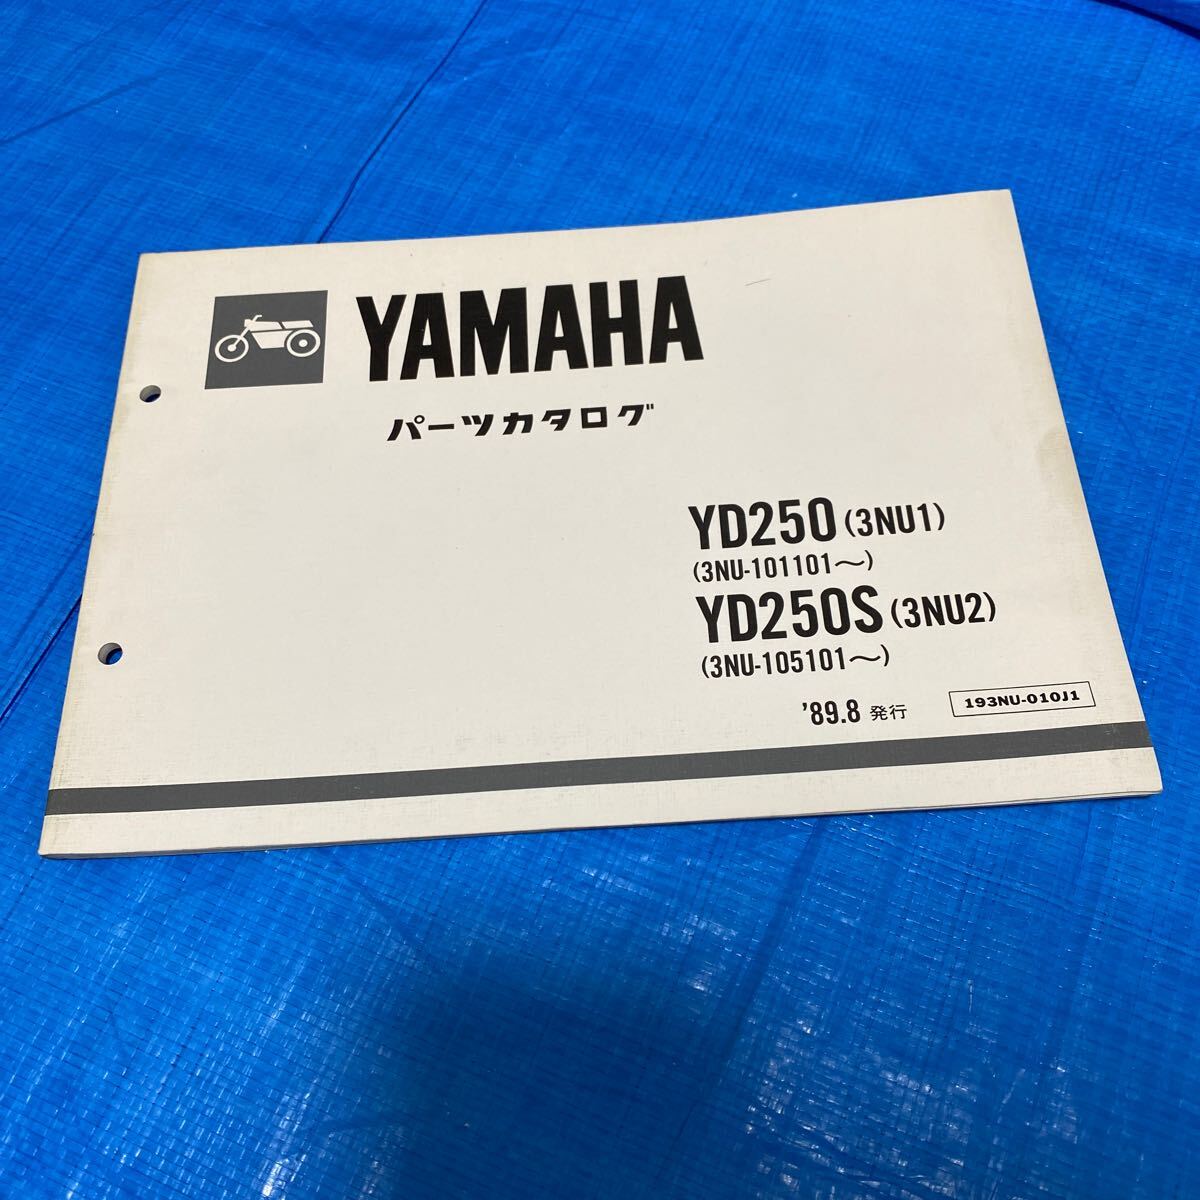 YAMAHA
パーツカタログ
YD250 (3NU1)
(3NU-101101〜)
YD250S (3NU2)
(3NU-105101〜)
'89.8 発行
193NU-010J1